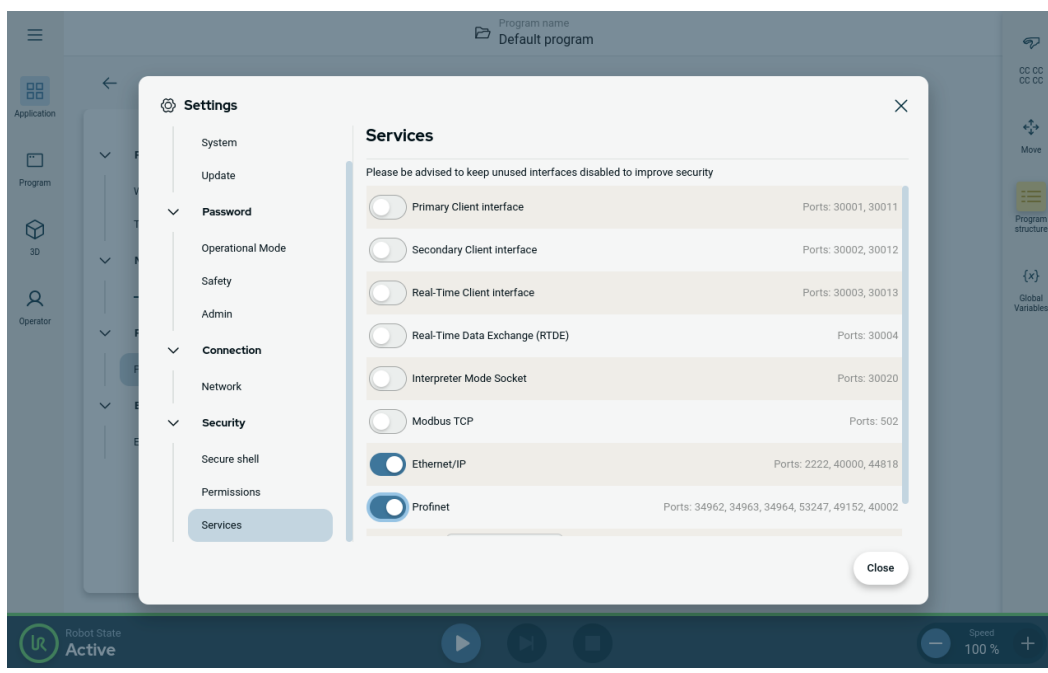 Program name
Default program
Application
Program
3D
Operator
Settings
System
Update
Password
Operational Mode
Safety
Admin
Connection
Network
Security
Secure shell
Permissions
Services
Services
Please be advised to keep unused interfaces disabled to improve security
Primary Client interface Ports: 30001, 30011
Secondary Client interface Ports: 30002, 30012
Real-Time Client interface Ports: 30003, 30013
Real-Time Data Exchange (RTDE) Ports: 30004
Interpreter Mode Socket Ports: 30020
Modbus TCP Ports: 502
Ethernet/IP Ports: 2222, 40000, 44818
Profinet Ports: 34962, 34963, 34964, 53247, 49152, 40002
Close
CC CC
CC CC
Move
Program
structure
{x}
Global
Variables
UR
Robot State
Active
Speed
100 %